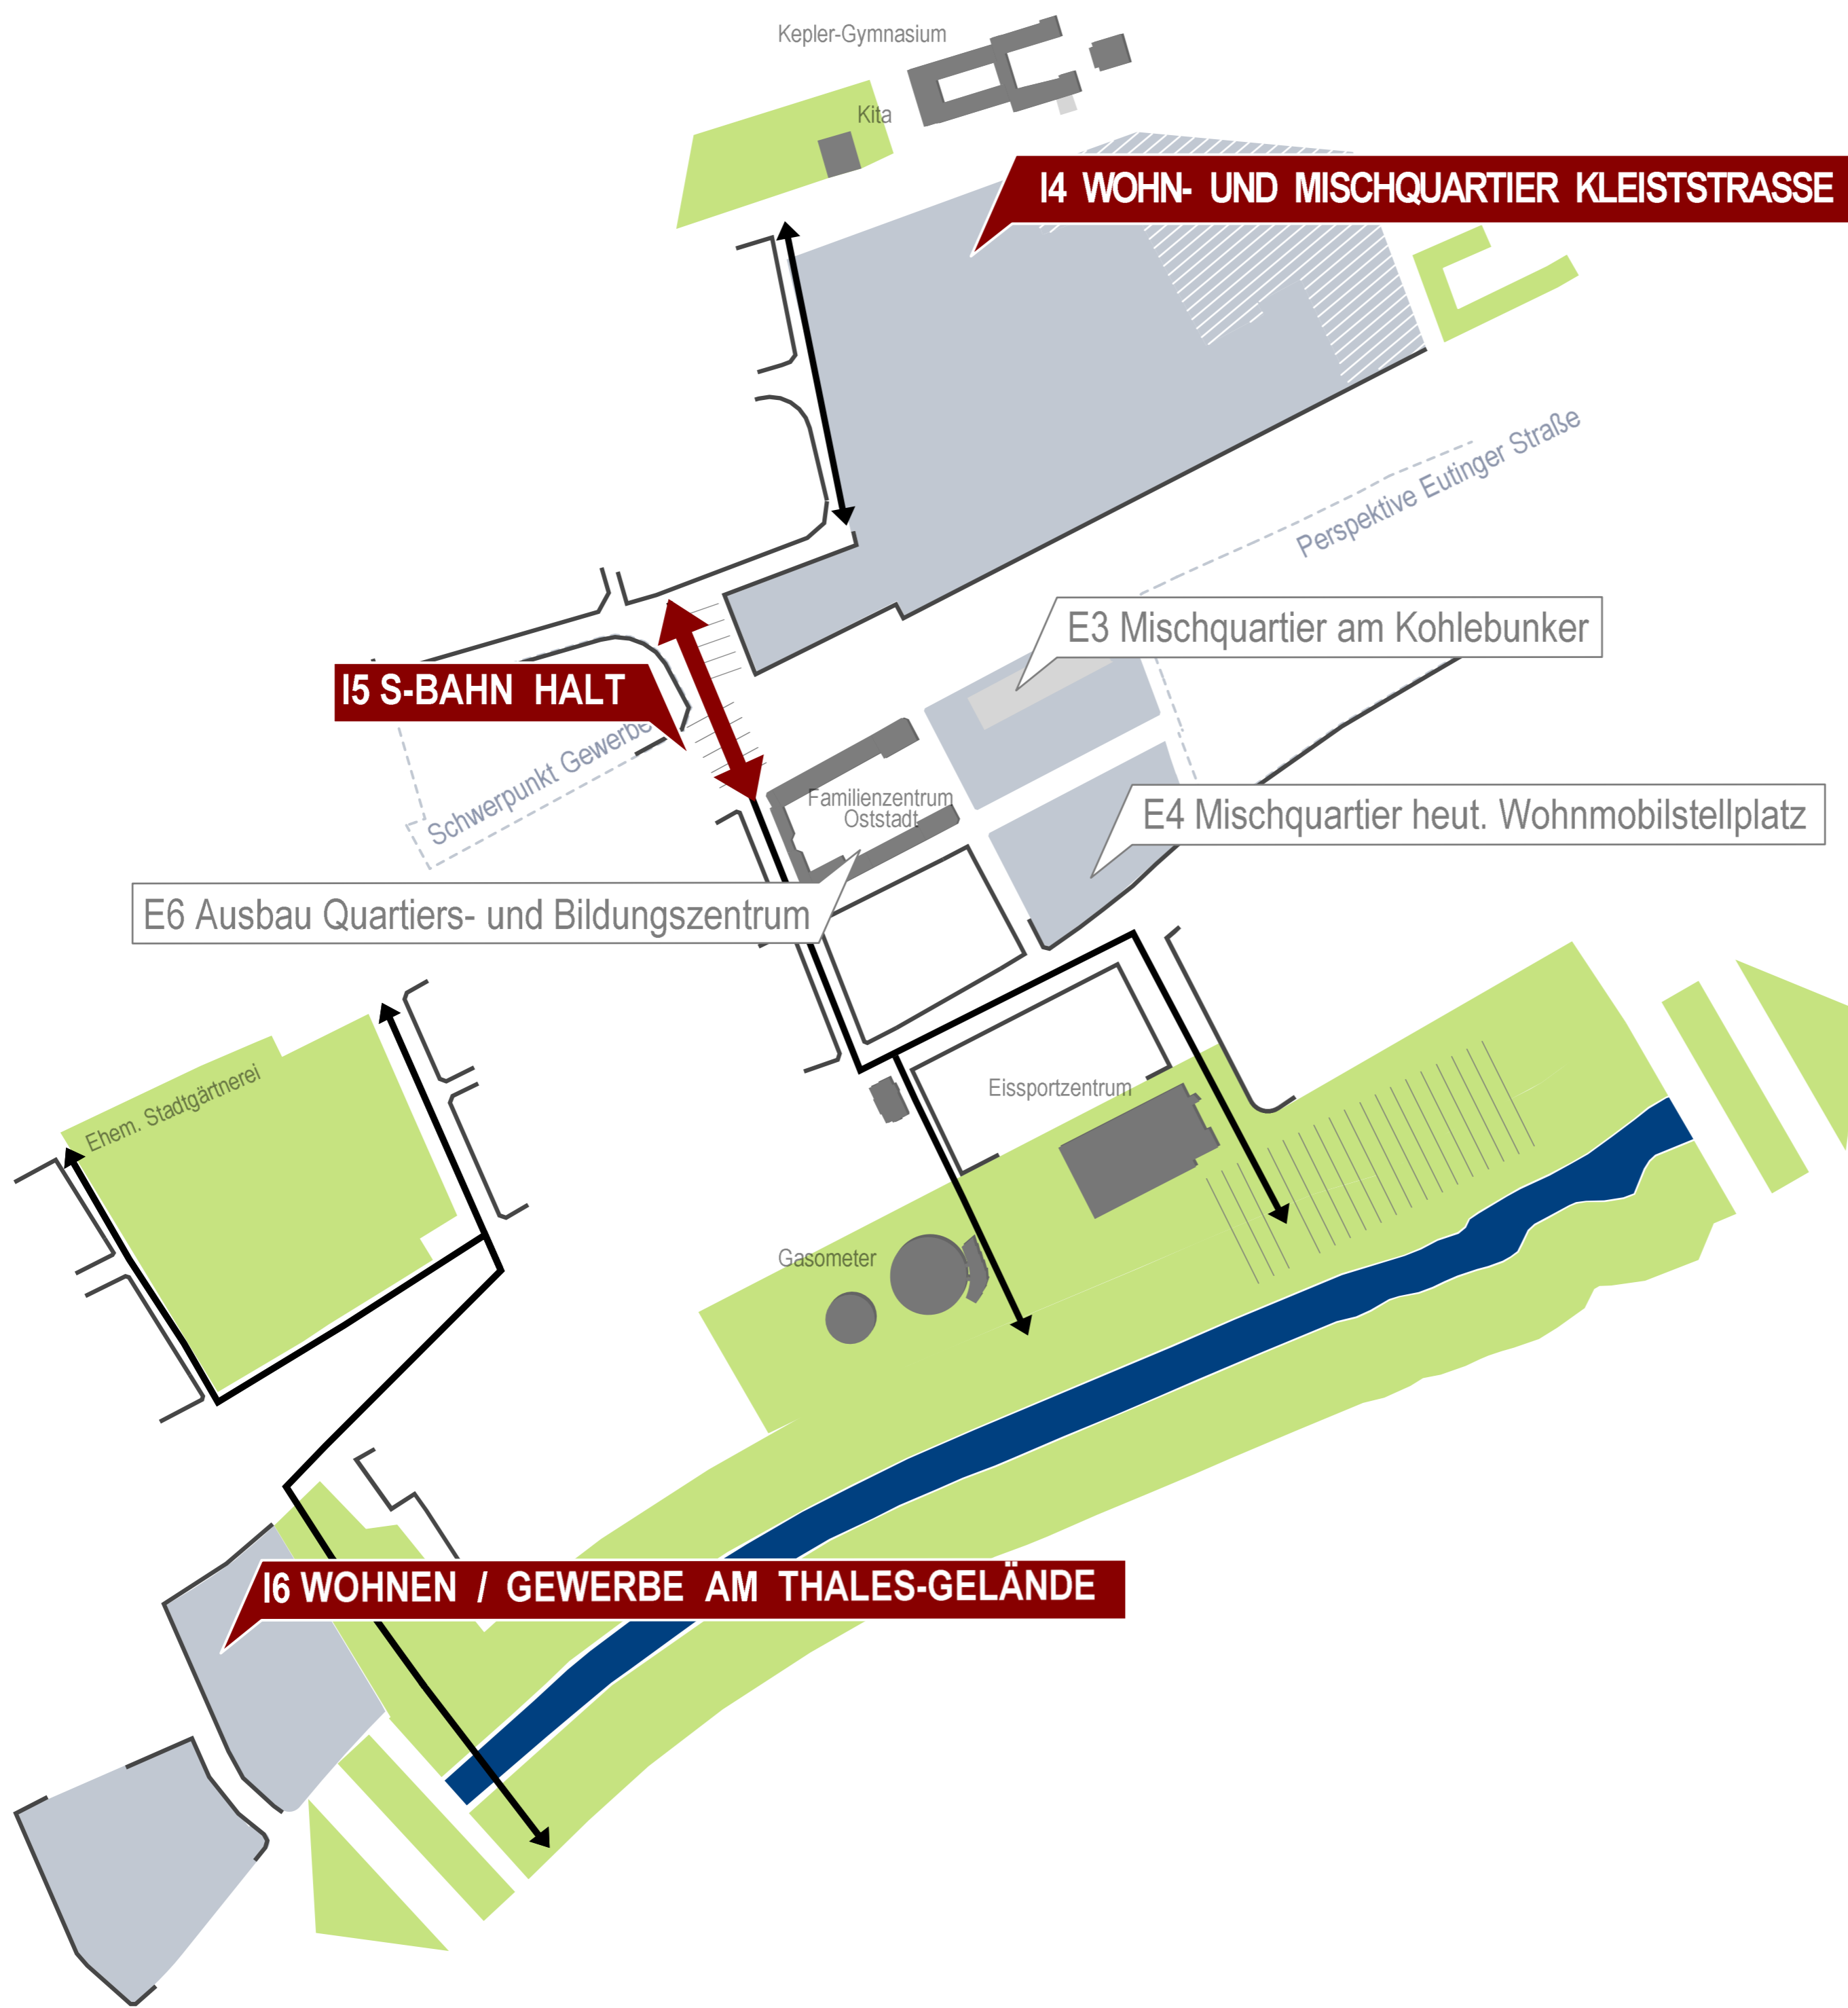 Kepler-Gymnasium
Kita
I4 WOHN- UND MISCHQUARTIER KLEISTSTRASSE
Perspektive Eutinger Straße
E3 Mischquartier am Kohlebunker
I5 S-BAHN HALT
Schwerpunkt Gewerbe
Familienzentrum
Oststadt
E4 Mischquartier heut. Wohnmobilstellplatz
E6 Ausbau Quartiers- und Bildungszentrum
Ehem. Stadtgärtnerei
Eissportzentrum
Gasometer
I6 WOHNEN / GEWERBE AM THALES-GELÄNDE